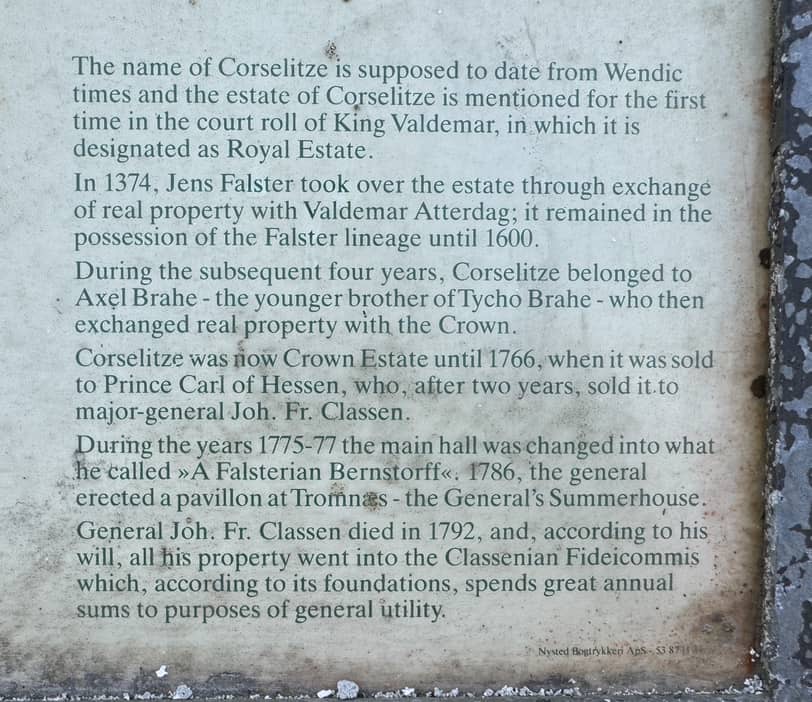 The name of Corselitze is supposed to date from Wendic
times and the estate of Corselitze is mentioned for the first
time in the court roll of King Valdemar, in which it is
designated as Royal Estate.
In 1374, Jens Falster took over the estate through exchange
of real property with Valdemar Atterdag; it remained in the
possession of the Falster lineage until 1600.
During the subsequent four years, Corselitze belonged to
Axel Brahe - the younger brother of Tycho Brahe - who then
exchanged real property with the Crown.
Corselitze was now Crown Estate until 1766, when it was sold
to Prince Carl of Hessen, who, after two years, sold it to
major-general Joh. Fr. Classen.
During the years 1775-77 the main hall was changed into what
he called »A Falsterian Bernstorff«. 1786, the general
erected a pavillon at Tromnæs - the General's Summerhouse.
General Joh. Fr. Classen died in 1792, and, according to his
will, all his property went into the Classenian Fideicommis
which, according to its foundations, spends great annual
sums to purposes of general utility.
Nysted Bogtrykkeri ApS - 53 87